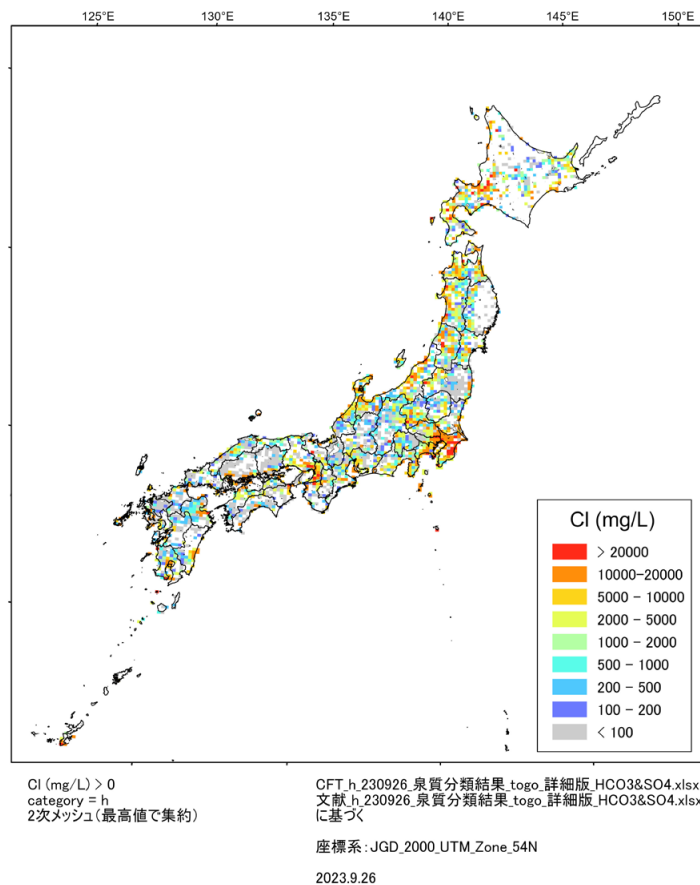 125°E 130°E 135°E 140°E 145°E 150°E
Cl (mg/L)
> 20000
10000-20000
5000 - 10000
2000 - 5000
1000 - 2000
500 - 1000
200 - 500
100 - 200
< 100
Cl (mg/L) > 0
category = h
2次メッシュ(最高値で集約)
CFT_h_230926_泉質分類結果_togo_詳細版_HCO3&SO4.xlsx
文献_h_230926_泉質分類結果_togo_詳細版_HCO3&SO4.xlsx
に基づく
座標系:JGD_2000_UTM_Zone_54N
2023.9.26